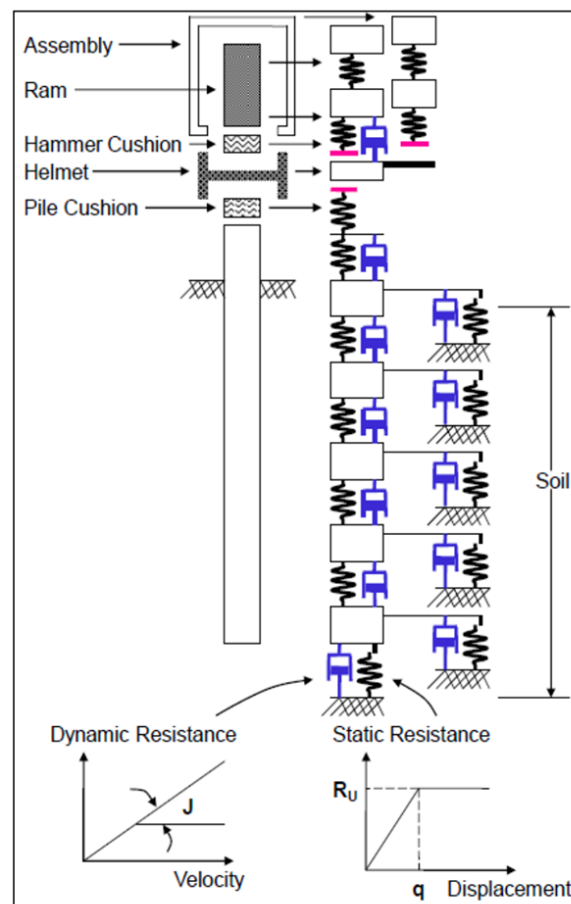 Assembly
Ram
Hammer Cushion
Helmet
Pile Cushion
Soil
Dynamic Resistance
Static Resistance
J
Velocity
RU
q
Displacement